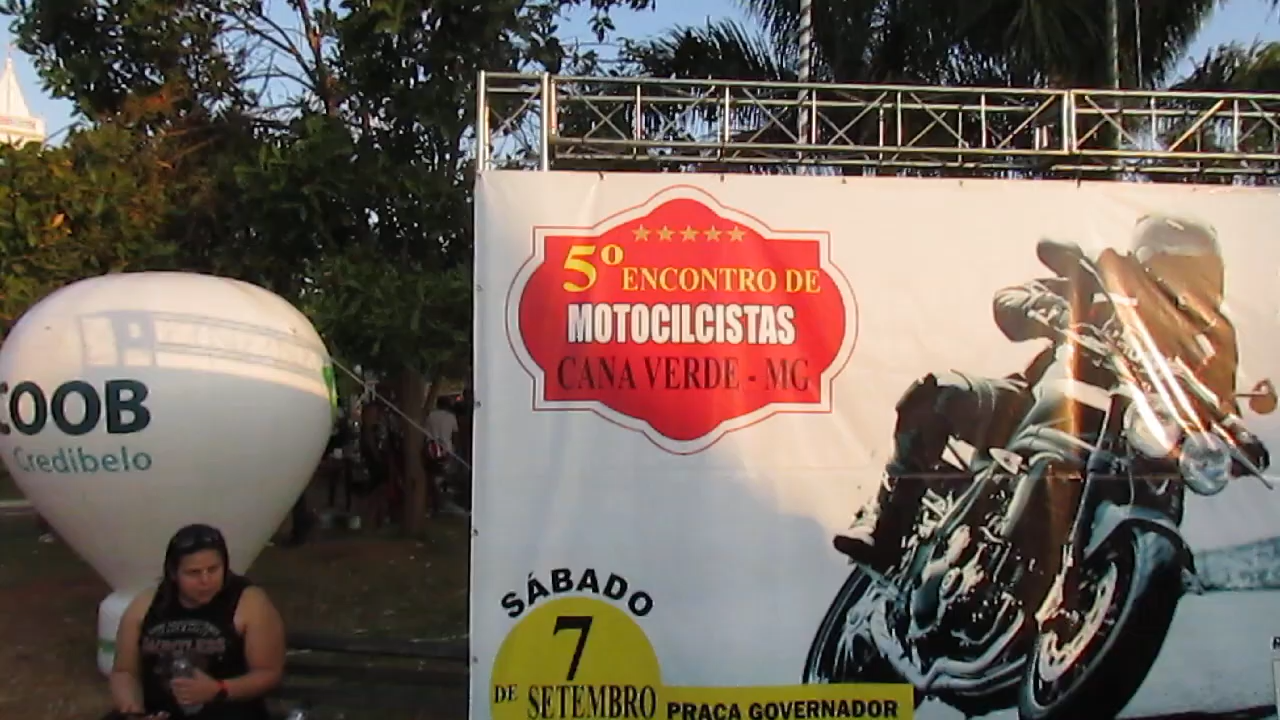 5º ENCONTRO DE
MOTOCILCISTAS
CANA VERDE - MG
COOB
Credibelo
SÁBADO
7
DE SETEMBRO
PRAÇA GOVERNADOR